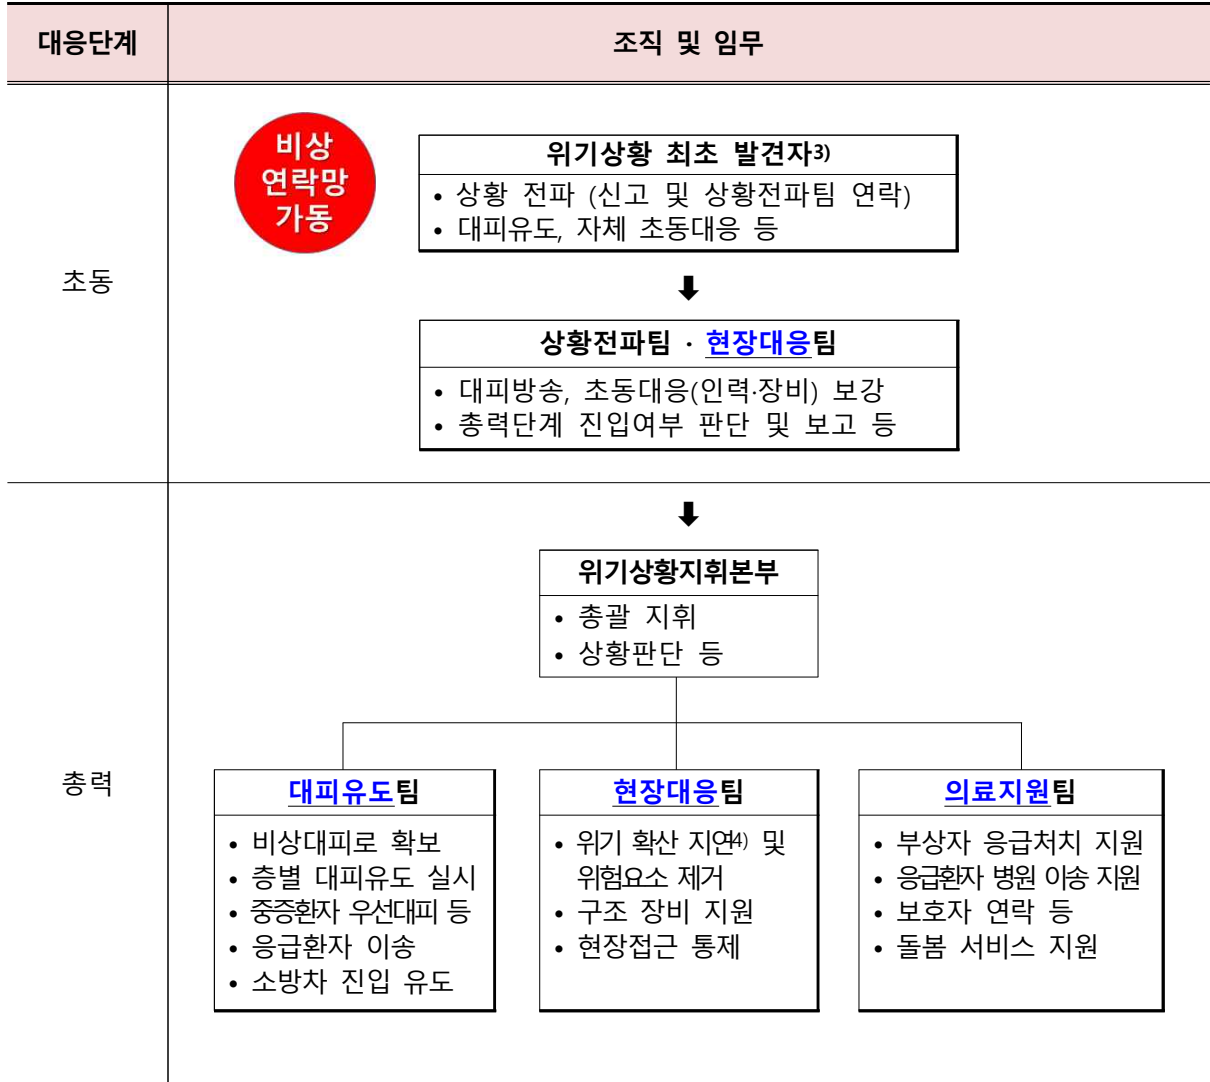 대응단계
조직 및 임무
초동
비상
연락망
가동
위기상황 최초 발견자3)
• 상황 전파 (신고 및 상황전파팀 연락)
• 대피유도, 자체 초동대응 등
상황전파팀 · 현장대응팀
• 대피방송, 초동대응(인력·장비) 보강
• 총력단계 진입여부 판단 및 보고 등
총력
위기상황지휘본부
• 총괄 지휘
• 상황판단 등
대피유도팀
• 비상대피로 확보
• 층별 대피유도 실시
• 중증환자 우선대피 등
• 응급환자 이송
• 소방차 진입 유도
현장대응팀
• 위기 확산 지연4) 및
위험요소 제거
• 구조 장비 지원
• 현장접근 통제
의료지원팀
• 부상자 응급처치 지원
• 응급환자 병원 이송 지원
• 보호자 연락 등
• 돌봄 서비스 지원